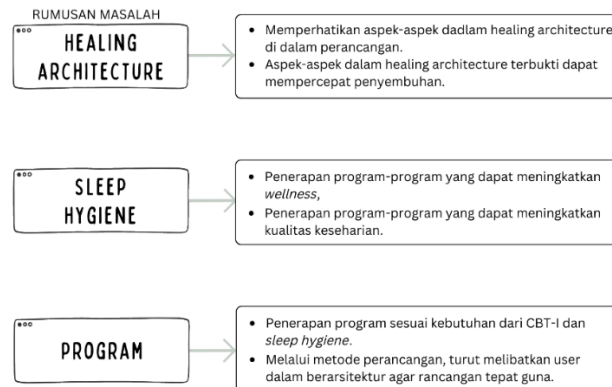 RUMUSAN MASALAH
HEALING
ARCHITECTURE
• Memperhatikan aspek-aspek dadlam healing architecture
di dalam perancangan.
• Aspek-aspek dalam healing architecture terbukti dapat
mempercepat penyembuhan.
SLEEP
HYGIENE
• Penerapan program-program yang dapat meningkatkan
wellness,
• Penerapan program-program yang dapat meningkatkan
kualitas keseharian.
PROGRAM
• Penerapan program sesuai kebutuhan dari CBT-I dan
sleep hygiene.
• Melalui metode perancangan, turut melibatkan user
dalam berarsitektur agar rancangan tepat guna.